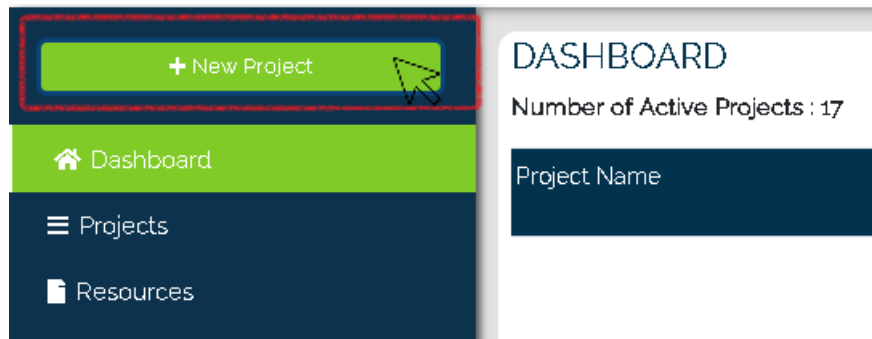 + New Project
Dashboard
Projects
Resources
DASHBOARD
Number of Active Projects : 17
Project Name